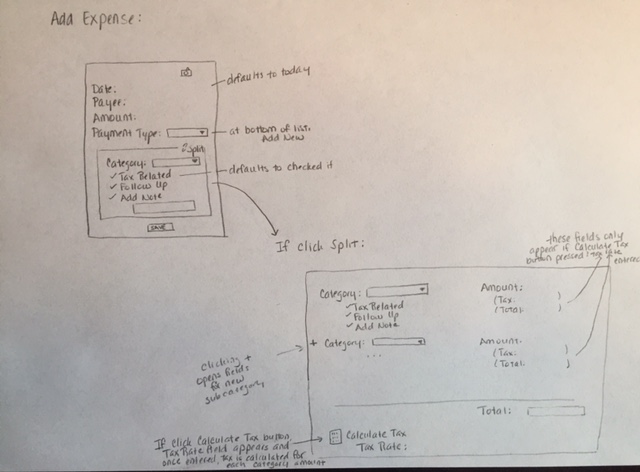 Add Expense:
Date:
defaults to today
Payee:
Amount:
Payment Type:
at bottom of list,
Add New
Split
Category:
✓ Tax Related
defaults to checked if
✓ Follow Up
✓ Add Note
SAVE
If click Split:
these fields only
appear if Calculate Tax
button pressed & tax rate
entered
Category:
Amount:
✓ Tax Related
(Tax: )
✓ Follow Up
(Total: )
✓ Add Note
+ Category:
Amount:
...
(Tax: )
(Total: )
clicking +
opens fields
for new
subcategory
Total:
If click Calculate Tax button,
Tax Rate field appears and
once entered, tax is calculated for
each category amount
Calculate Tax
Tax Rate: